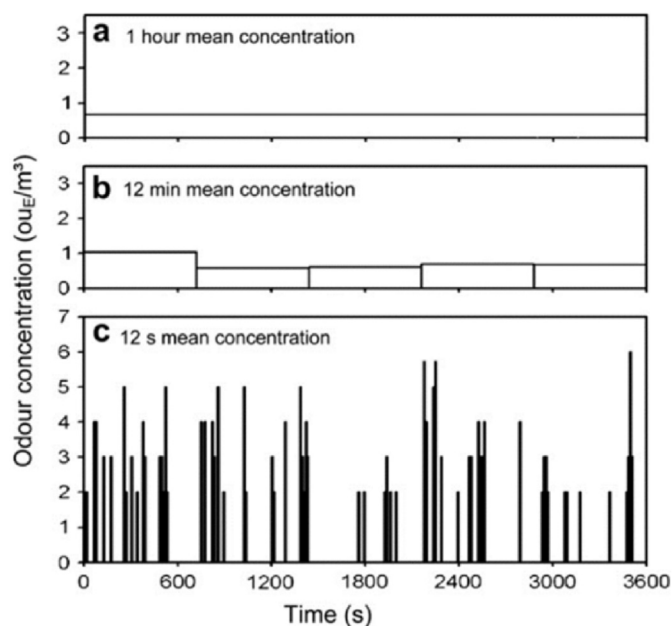 Odour concentration (ouE/m³)
a 1 hour mean concentration
3
2
1
0
b 12 min mean concentration
3
2
1
0
c 12 s mean concentration
7
6
5
4
3
2
1
0
0 600 1200 1800 2400 3000 3600
Time (s)